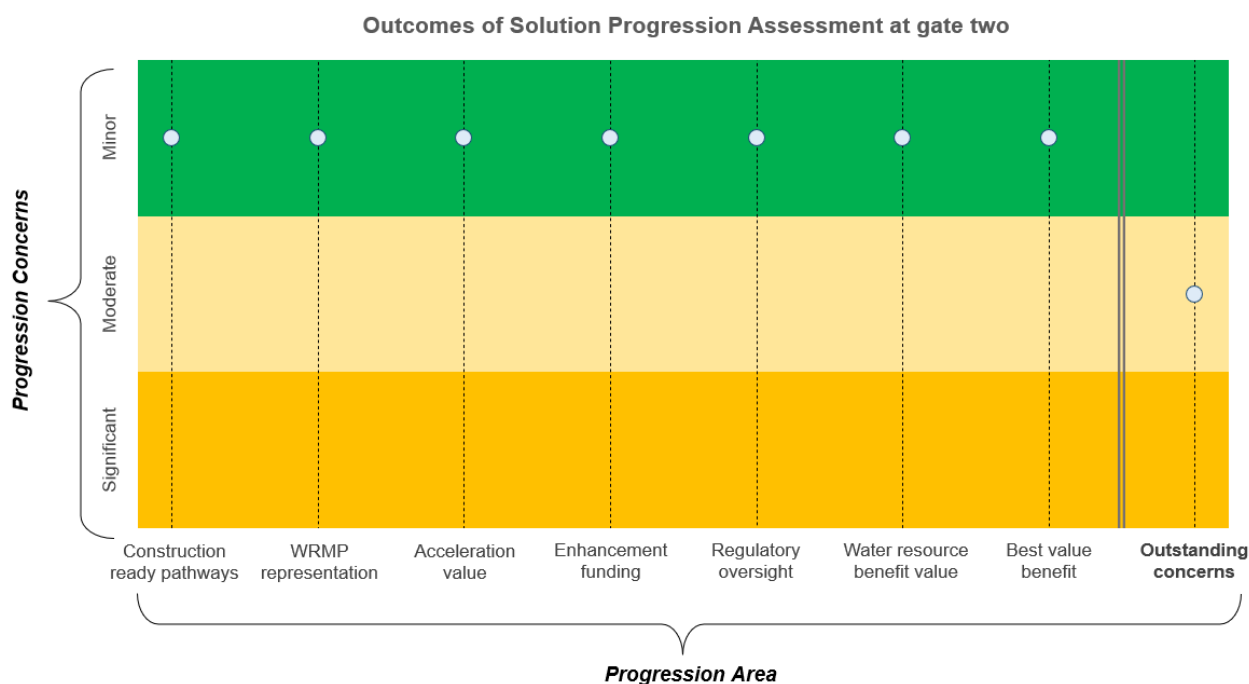 Outcomes of Solution Progression Assessment at gate two
Progression Concerns
Minor
Moderate
Significant
Construction
ready pathways
WRMP
representation
Acceleration
value
Enhancement
funding
Regulatory
oversight
Water resource
benefit value
Best value
benefit
Outstanding
concerns
Progression Area